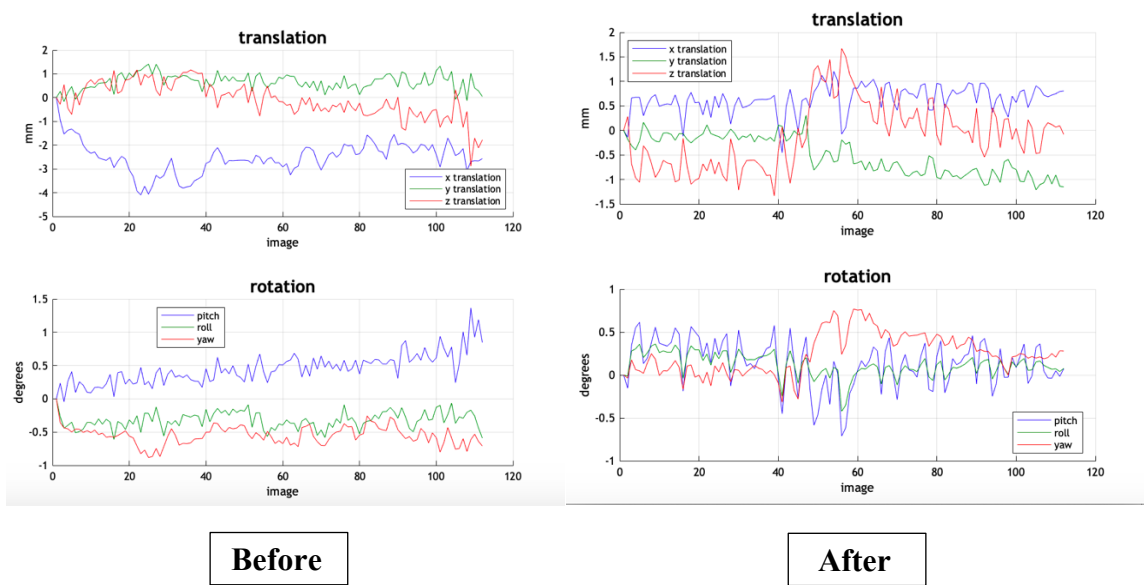 translation
2
1
0
-1
-2
-3
-4
-5
mm
x translation
y translation
z translation
0
20
40
60
80
100
120
image
rotation
1.5
1
0.5
0
-0.5
-1
degrees
pitch
roll
yaw
0
20
40
60
80
100
120
image
Before
translation
2
1.5
1
0.5
0
-0.5
-1
-1.5
mm
x translation
y translation
z translation
0
20
40
60
80
100
120
image
rotation
1
0.5
0
-0.5
1
degrees
pitch
roll
yaw
0
20
40
60
80
100
120
image
After